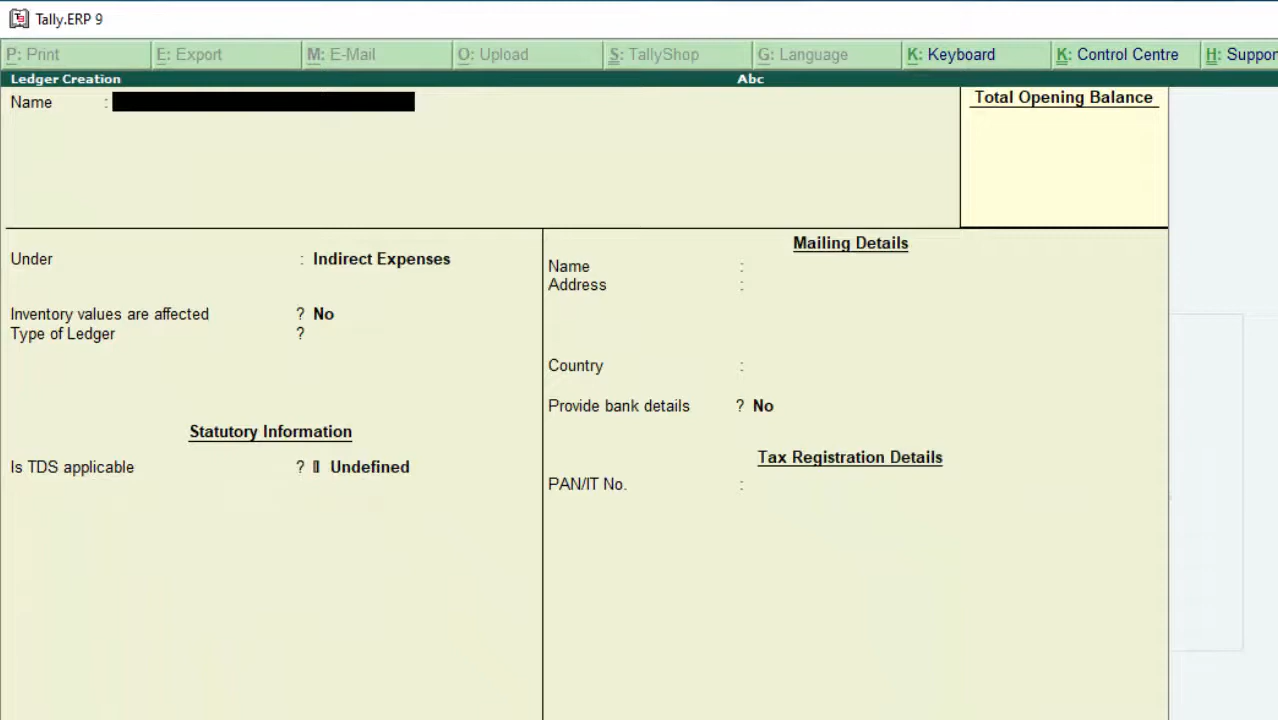 Tally.ERP 9
P: Print E: Export M: E-Mail O: Upload S: TallyShop G: Language K: Keyboard K: Control Centre H: Suppor
Ledger Creation Abc
Name :
Total Opening Balance
Under : Indirect Expenses
Inventory values are affected ? No
Type of Ledger ?
Statutory Information
Is TDS applicable ? Undefined
Mailing Details
Name :
Address :
Country :
Provide bank details ? No
Tax Registration Details
PAN/IT No. :